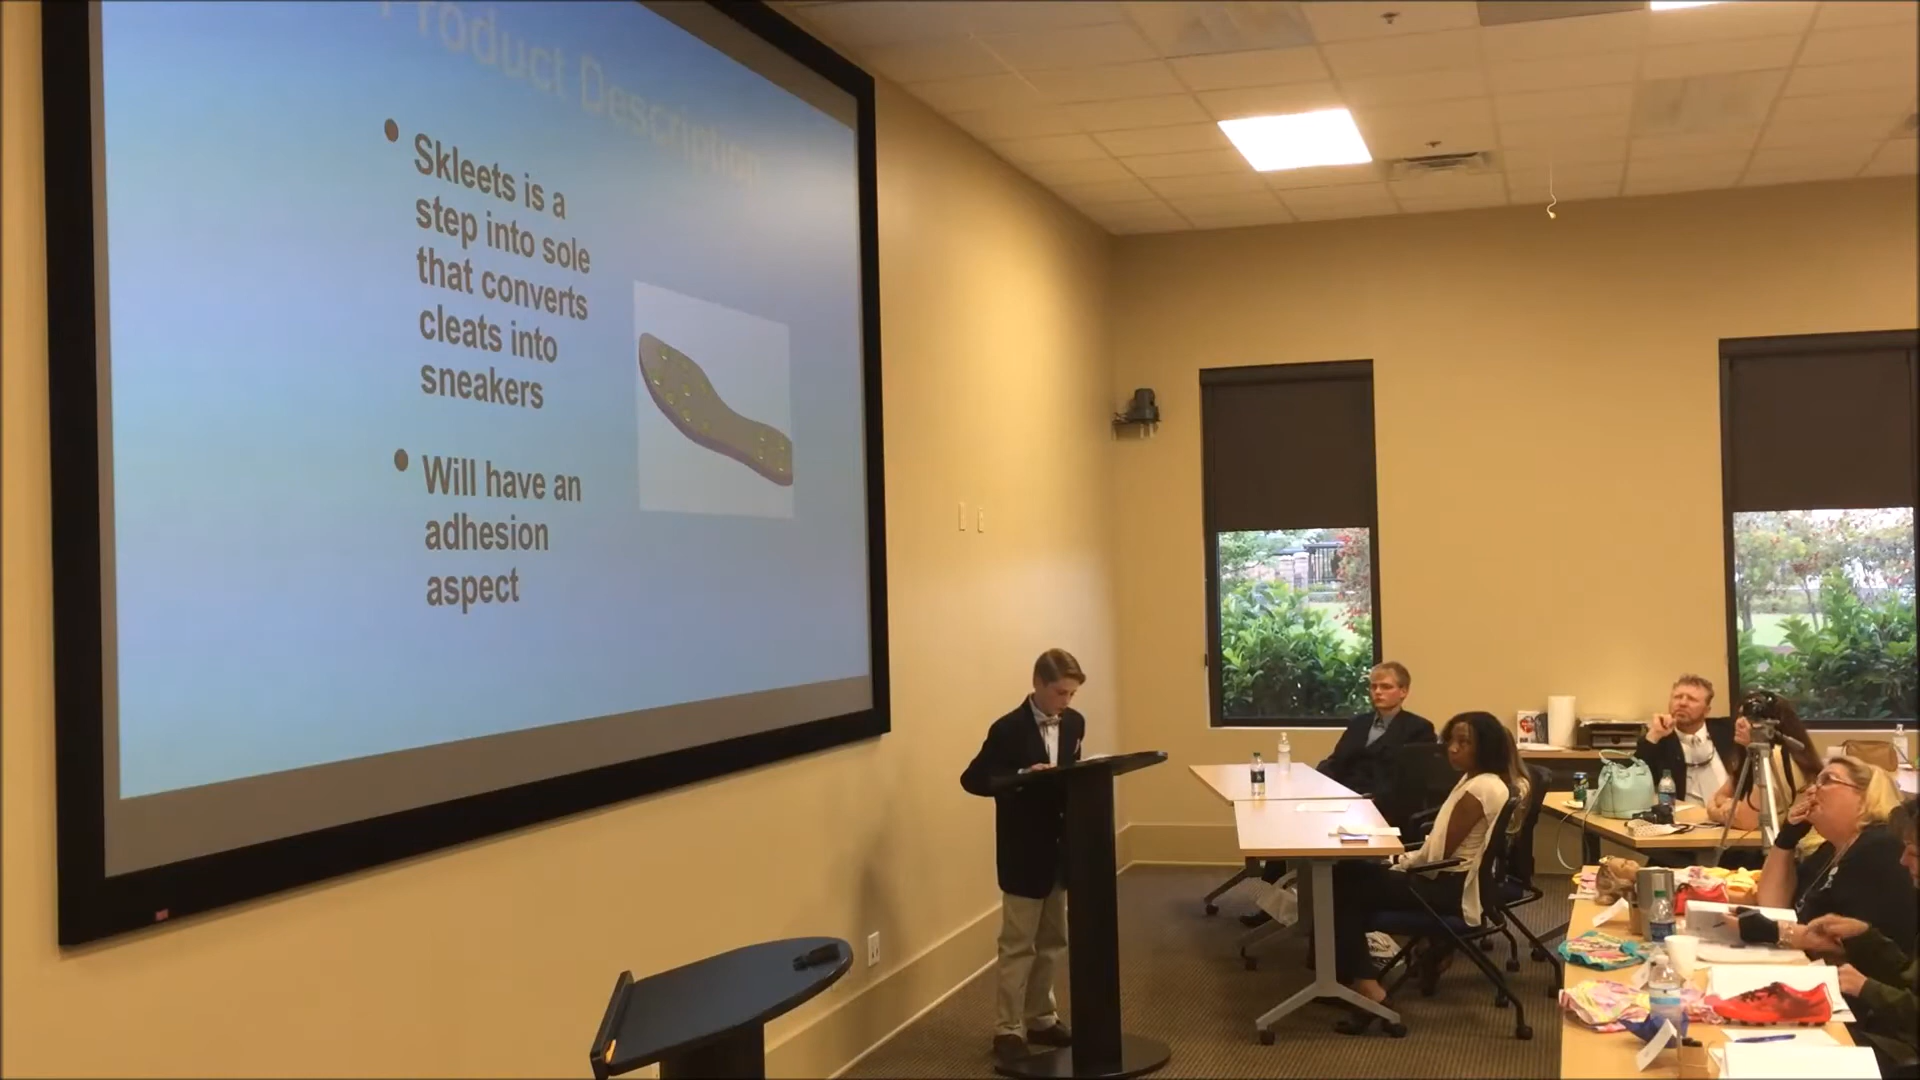 Product Description
• Skleets is a
step into sole
that converts
cleats into
sneakers
• Will have an
adhesion
aspect